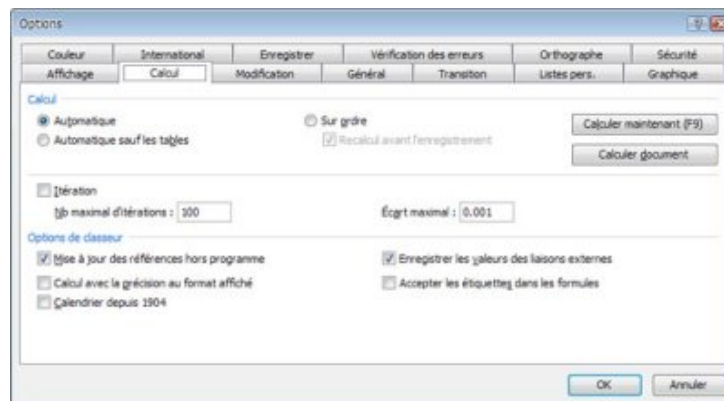 Options
Couleur International Enregistrer Vérification des erreurs Orthographe Sécurité
Affichage Calcul Modification Général Transition Listes pers. Graphique
Calcul
Automatique Sur ordre Calculer maintenant (F9)
Automatique sauf les tables Recalcul avant l'enregistrement Calculer document
Itération
Nb maximal d'itérations : 100 Écart maximal : 0.001
Options de classeur
Mise à jour des références hors programme Enregistrer les valeurs des liaisons externes
Calcul avec la précision au format affiché Accepter les étiquettes dans les formules
Calendrier depuis 1904
OK Annuler